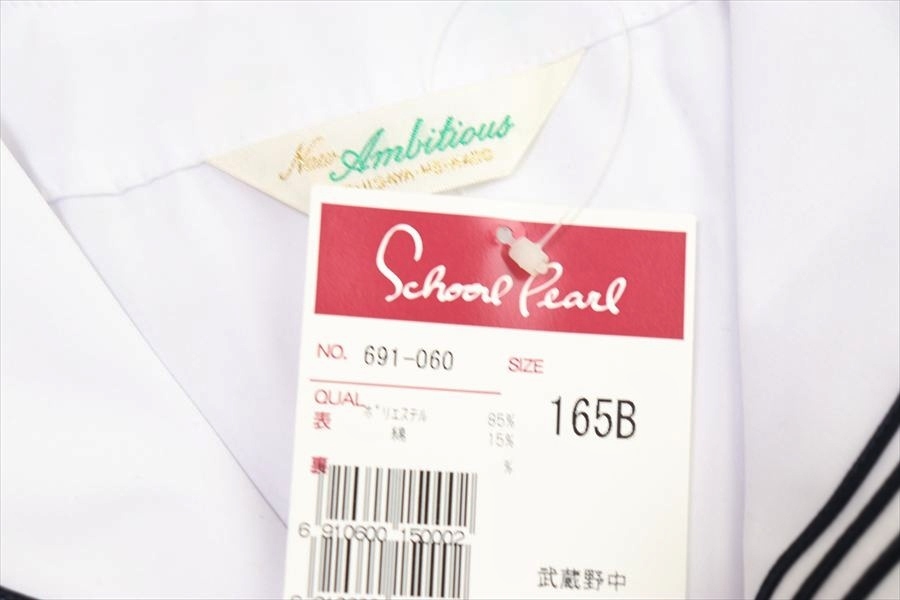 New Ambitious
School Pearl
NO. 691-060
SIZE
165B
QUAL.
表 ポリエステル 85%
綿 15%
裏 %
6 910600 150002
武蔵野中